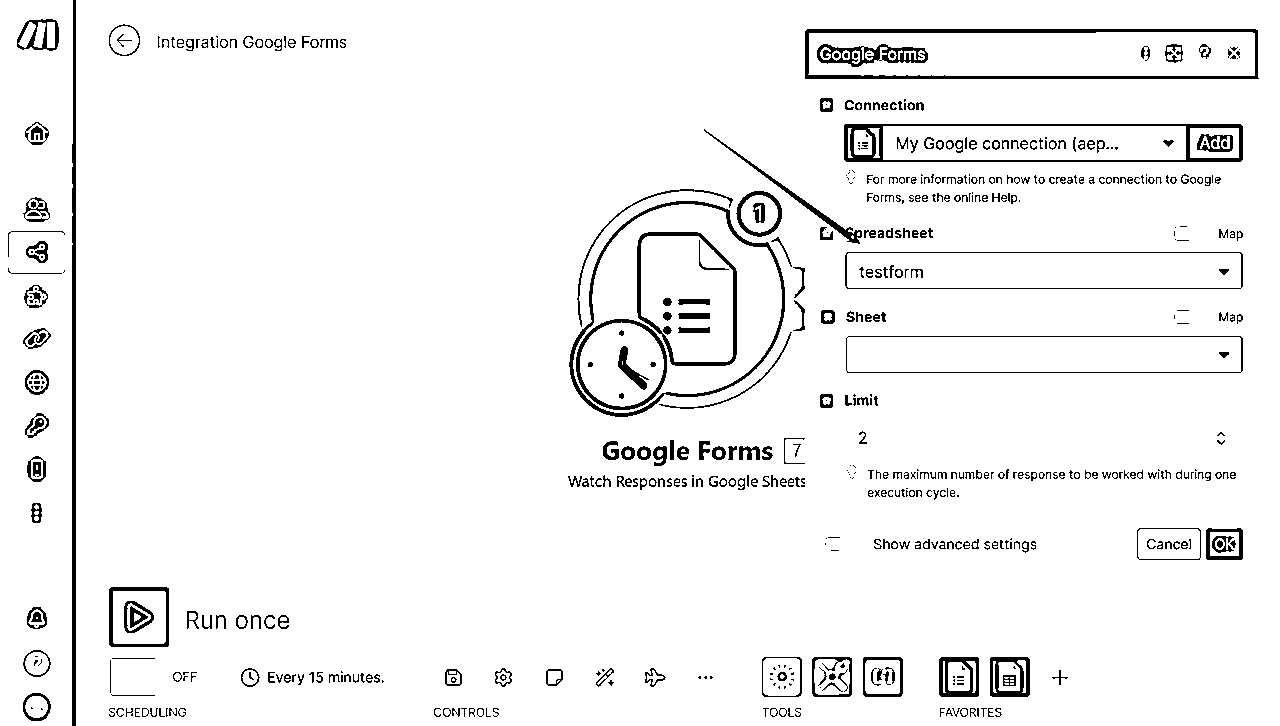 Integration Google Forms
Google Forms
Connection
My Google connection (aep...
Add
For more information on how to create a connection to Google
Forms, see the online Help.
Spreadsheet
Map
testform
Sheet
Map
Limit
2
The maximum number of response to be worked with during one
execution cycle.
Show advanced settings
Cancel
OK
1
Google Forms 7
Watch Responses in Google Sheets
Run once
OFF
Every 15 minutes.
SCHEDULING
CONTROLS
TOOLS
FAVORITES